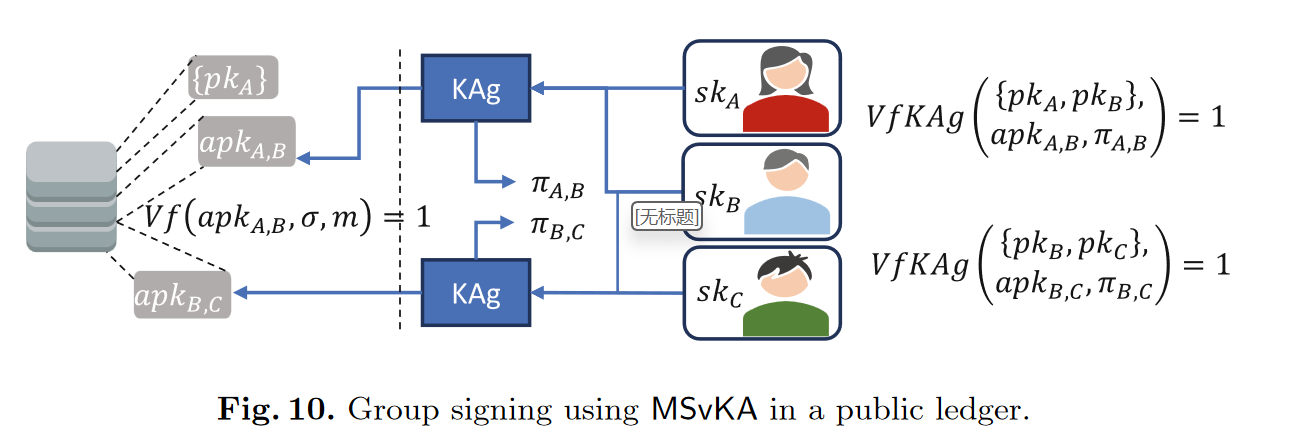 {pk_A}
apk_{A,B}
Vf(apk_{A,B}, σ, m) = 1
apk_{B,C}
KAg
π_{A,B}
π_{B,C}
KAg
sk_A
sk_B
[无标题]
sk_C
VfKAg ( {pk_A, pk_B},
apk_{A,B}, π_{A,B} ) = 1
VfKAg ( {pk_B, pk_C},
apk_{B,C}, π_{B,C} ) = 1
Fig. 10. Group signing using MSvKA in a public ledger.